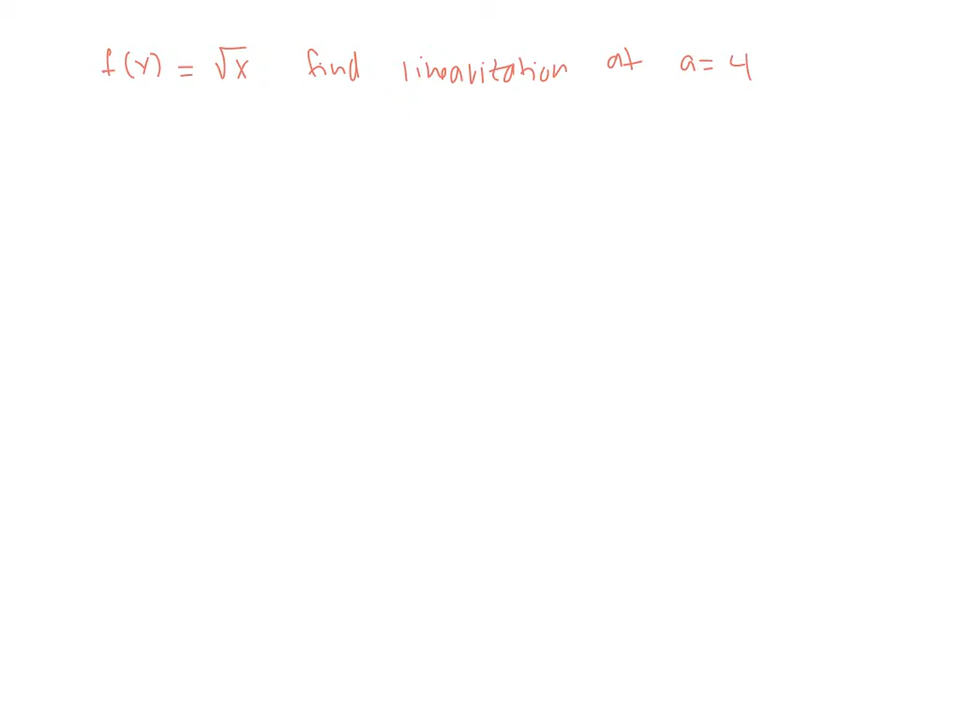 f(x) = √x find linearization at a = 4